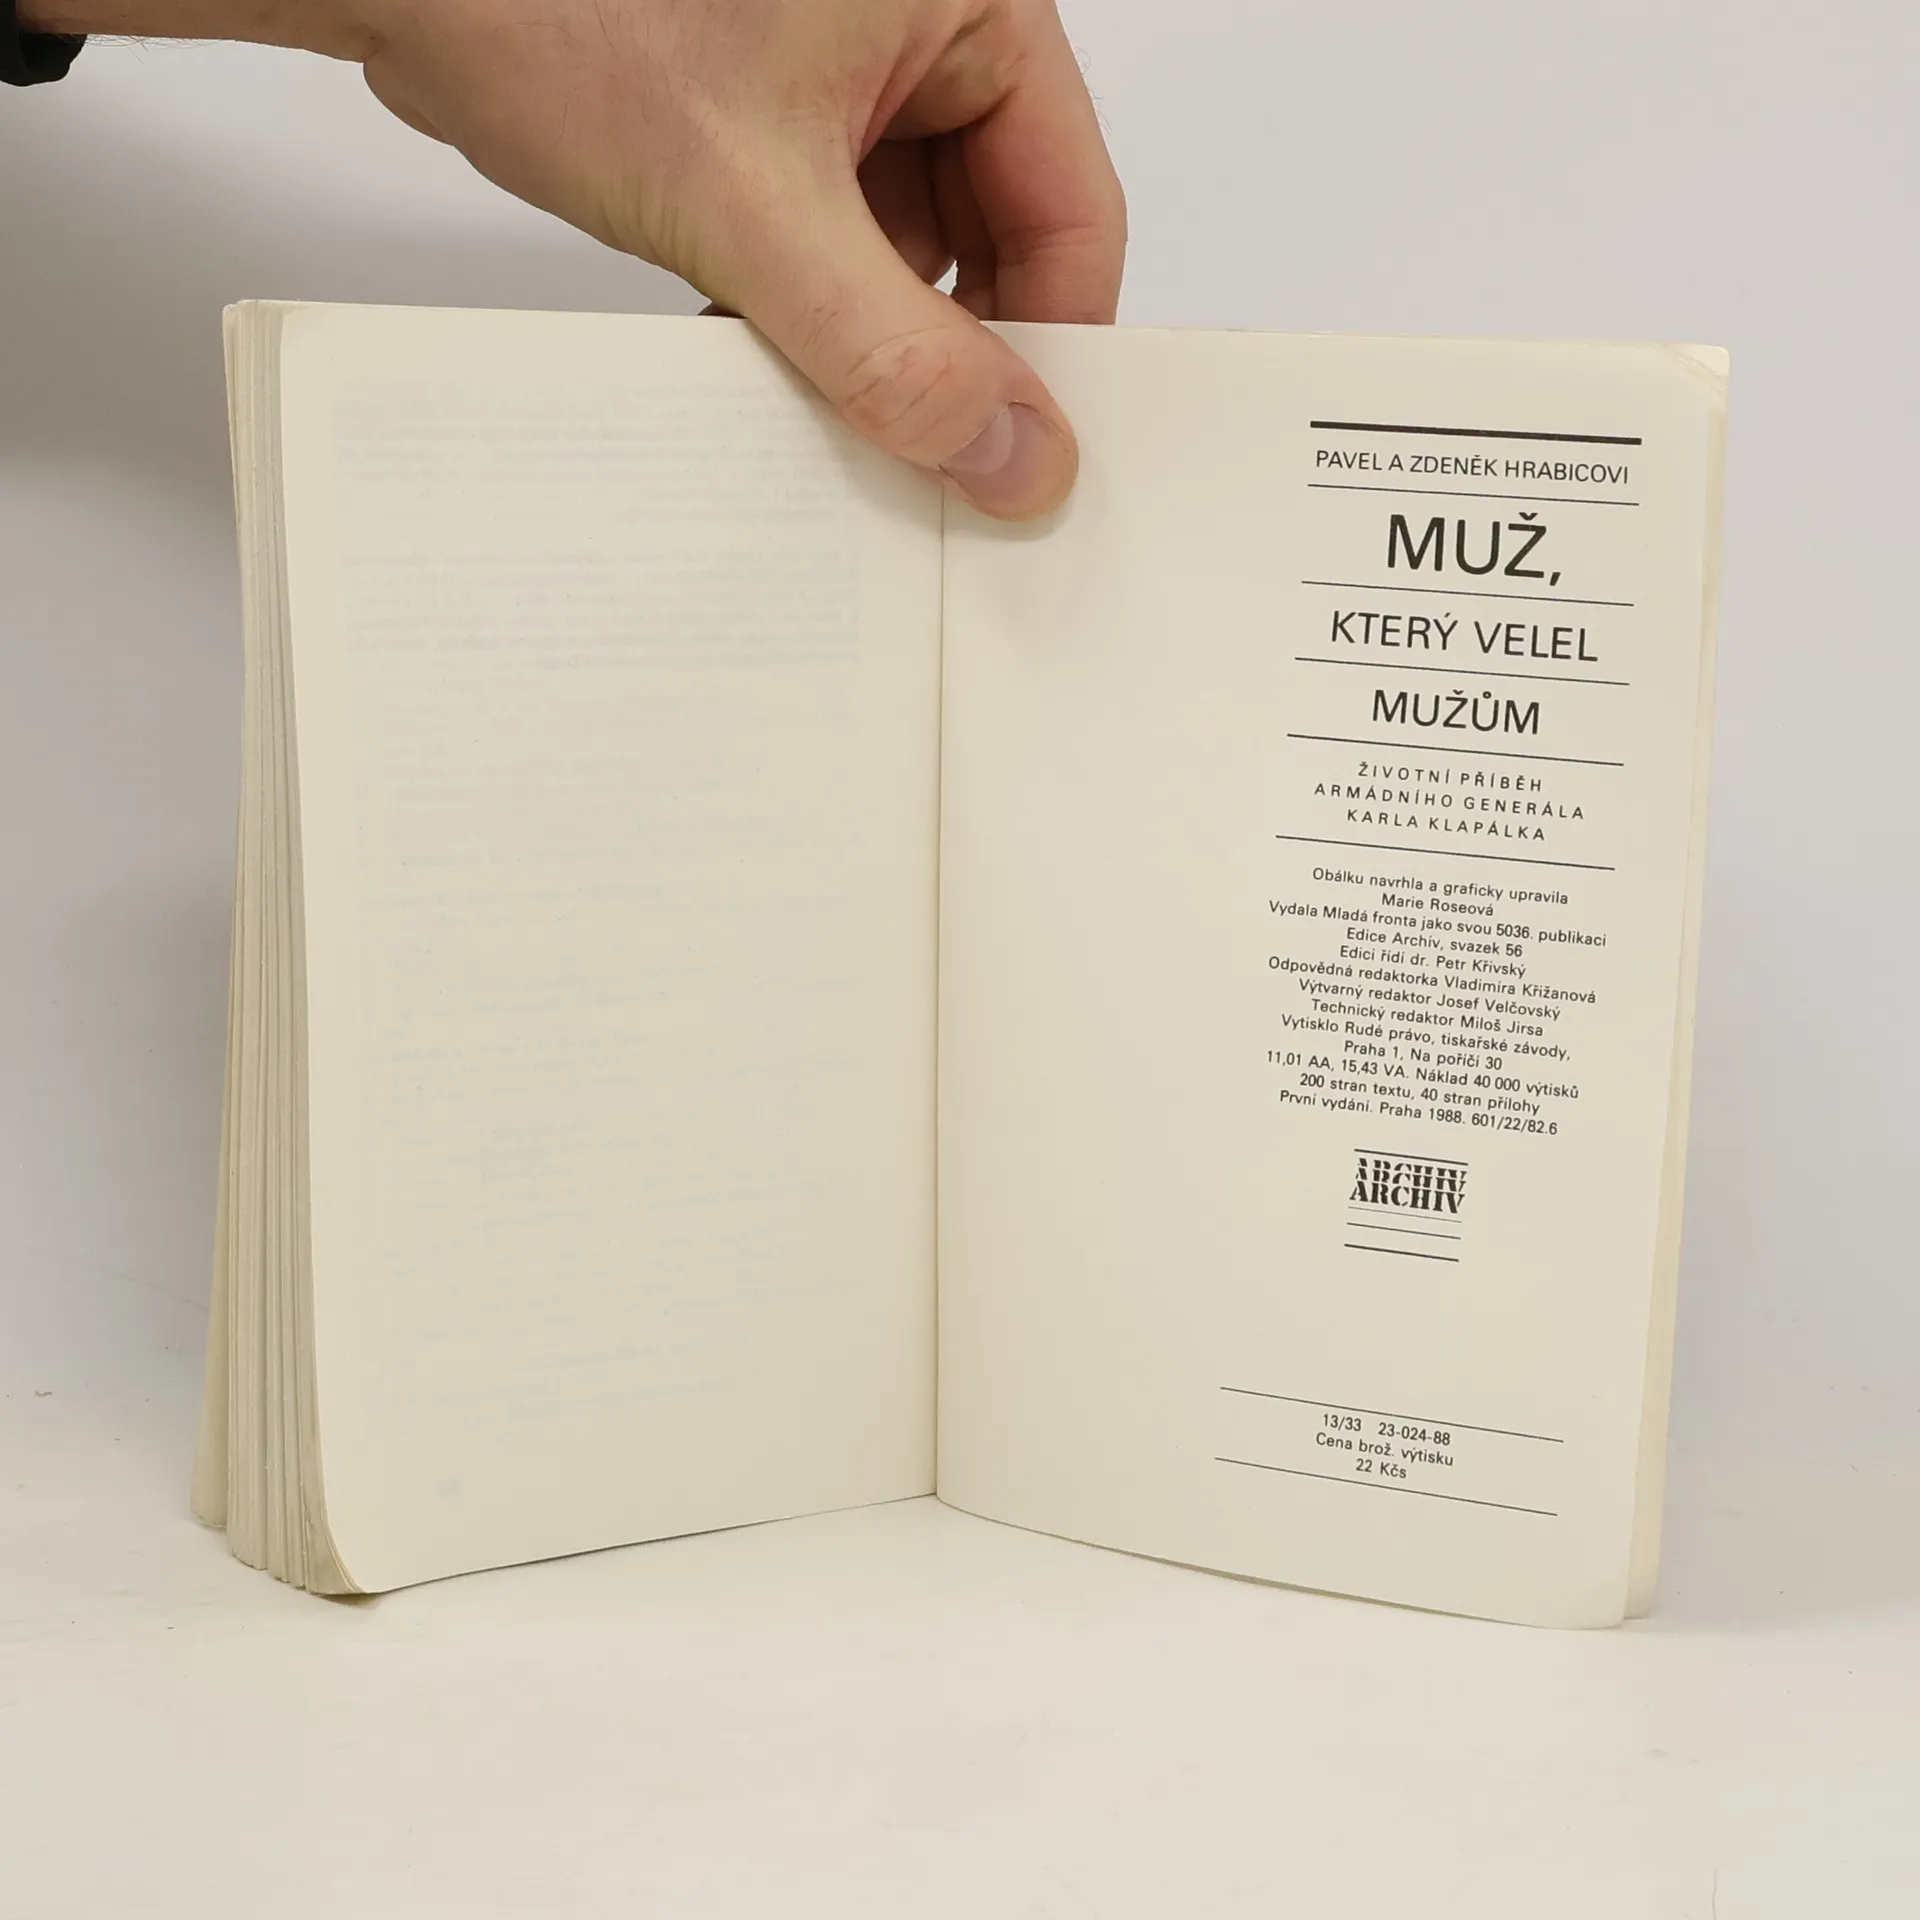 PAVEL A ZDENĚK HRABICOVI
MUŽ,
KTERÝ VELEL
MUŽŮM
ŽIVOTNÍ PŘÍBĚH
ARMÁDNÍHO GENERÁLA
KARLA KLAPÁLKA
Obálku navrhla a graficky upravila
Marie Roseová
Vydala Mladá fronta jako svou 5036. publikaci
Edice Archiv, svazek 56
Edici řídí dr. Petr Křivský
Odpovědná redaktorka Vladimíra Křižanová
Výtvarný redaktor Josef Velčovský
Technický redaktor Miloš Jirsa
Vytisklo Rudé právo, tiskařské závody,
Praha 1, Na poříčí 30
11,01 AA, 15,43 VA. Náklad 40 000 výtisků
200 stran textu, 40 stran přílohy
První vydání. Praha 1988. 601/22/82.6
ARCHIV
ARCHIV
13/33 23-024-88
Cena brož. výtisku
22 Kčs